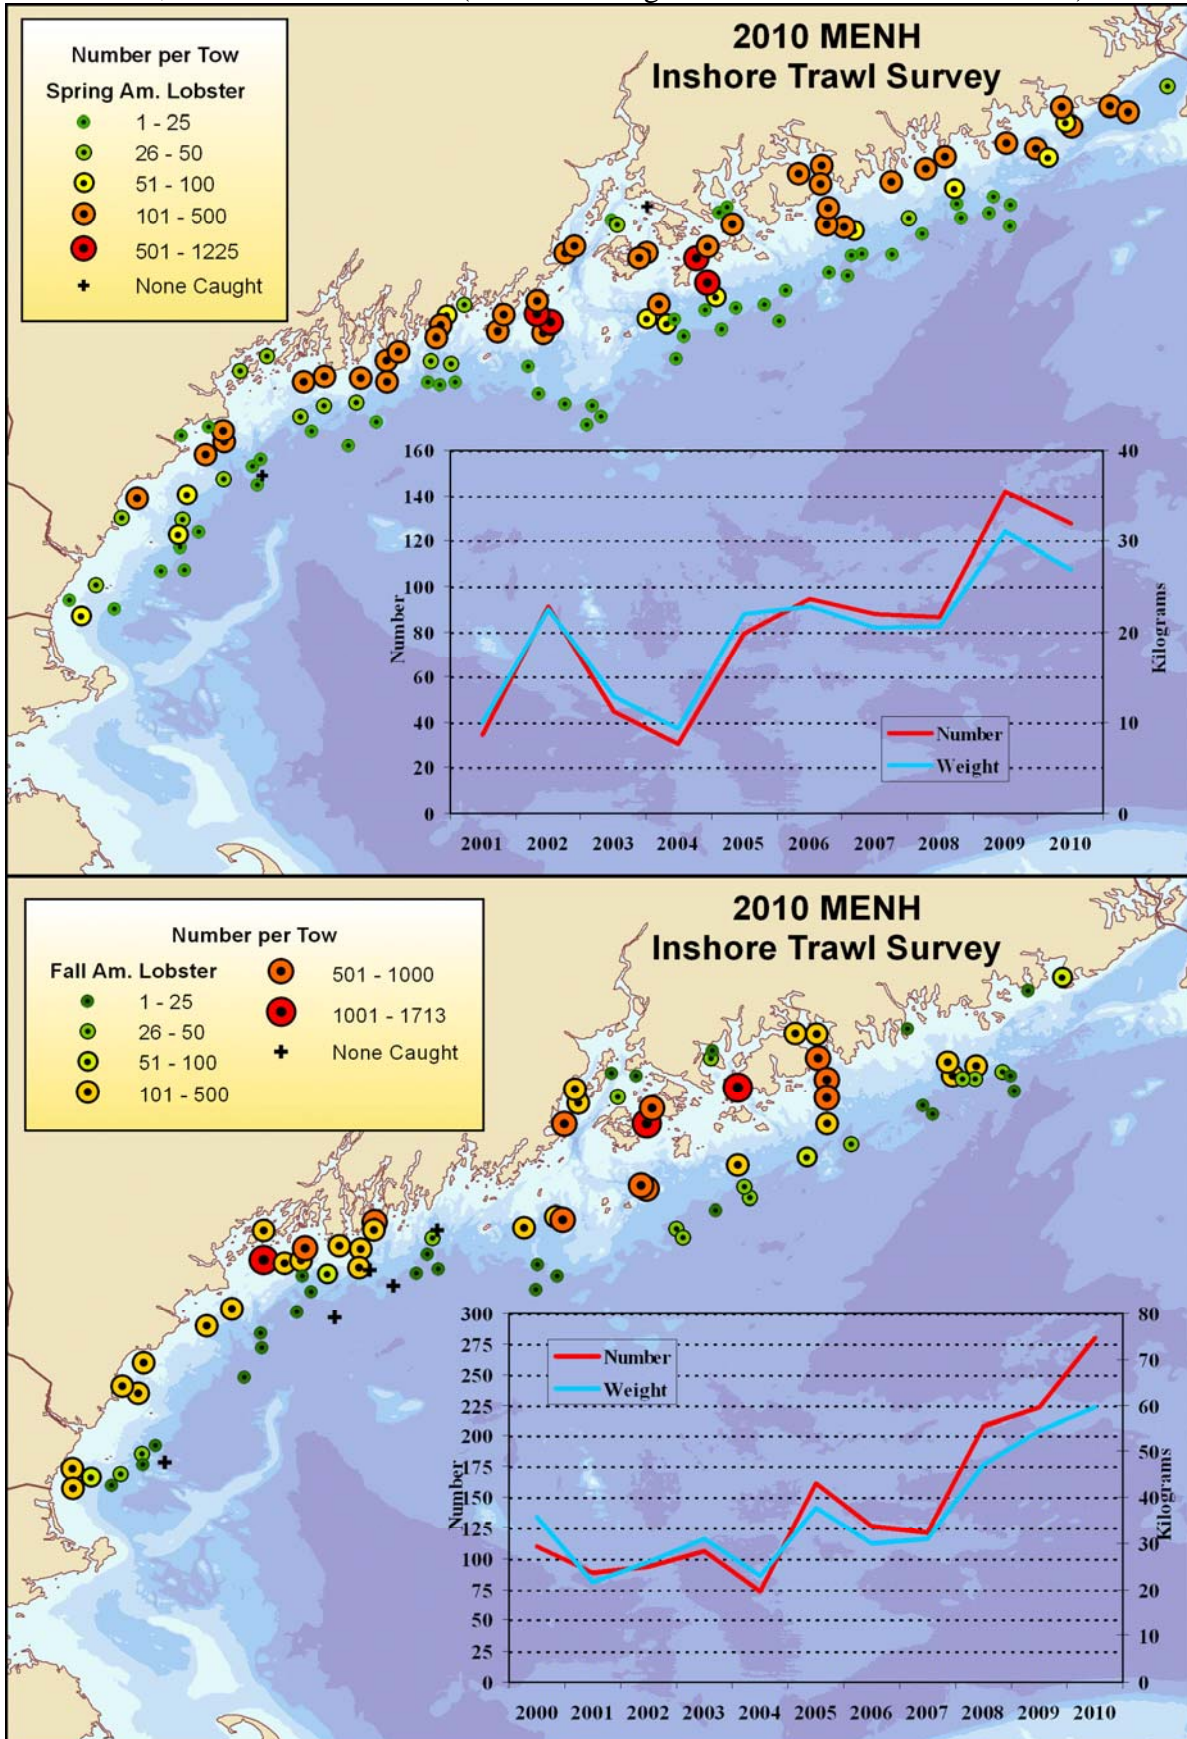 2010 MENH
Inshore Trawl Survey
Number per Tow
Spring Am. Lobster
1 - 25
26 - 50
51 - 100
101 - 500
501 - 1225
None Caught
160
140
120
100
80
60
40
20
0
Number
40
30
20
10
0
Kilograms
Number
Weight
2001 2002 2003 2004 2005 2006 2007 2008 2009 2010
2010 MENH
Inshore Trawl Survey
Number per Tow
Fall Am. Lobster
1 - 25
26 - 50
51 - 100
101 - 500
501 - 1000
1001 - 1713
None Caught
300
275
250
225
200
175
150
125
100
75
50
25
0
Number
80
70
60
50
40
30
20
10
0
Kilograms
Number
Weight
2000 2001 2002 2003 2004 2005 2006 2007 2008 2009 2010